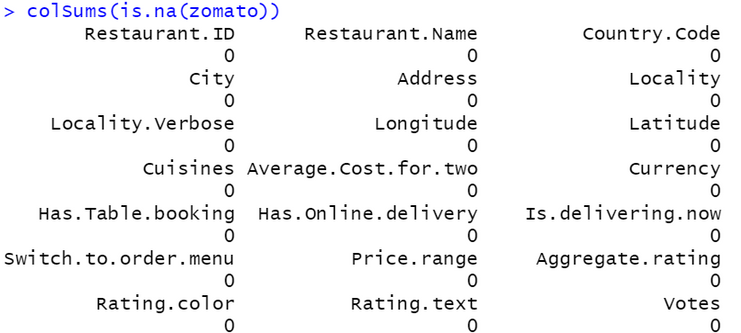 > colSums(is.na(zomato))
Restaurant.ID Restaurant.Name Country.Code
0 0 0
City Address Locality
0 0 0
Locality.Verbose Longitude Latitude
0 0 0
Cuisines Average.Cost.for.two Currency
0 0 0
Has.Table.booking Has.Online.delivery Is.delivering.now
0 0 0
Switch.to.order.menu Price.range Aggregate.rating
0 0 0
Rating.color Rating.text Votes
0 0 0